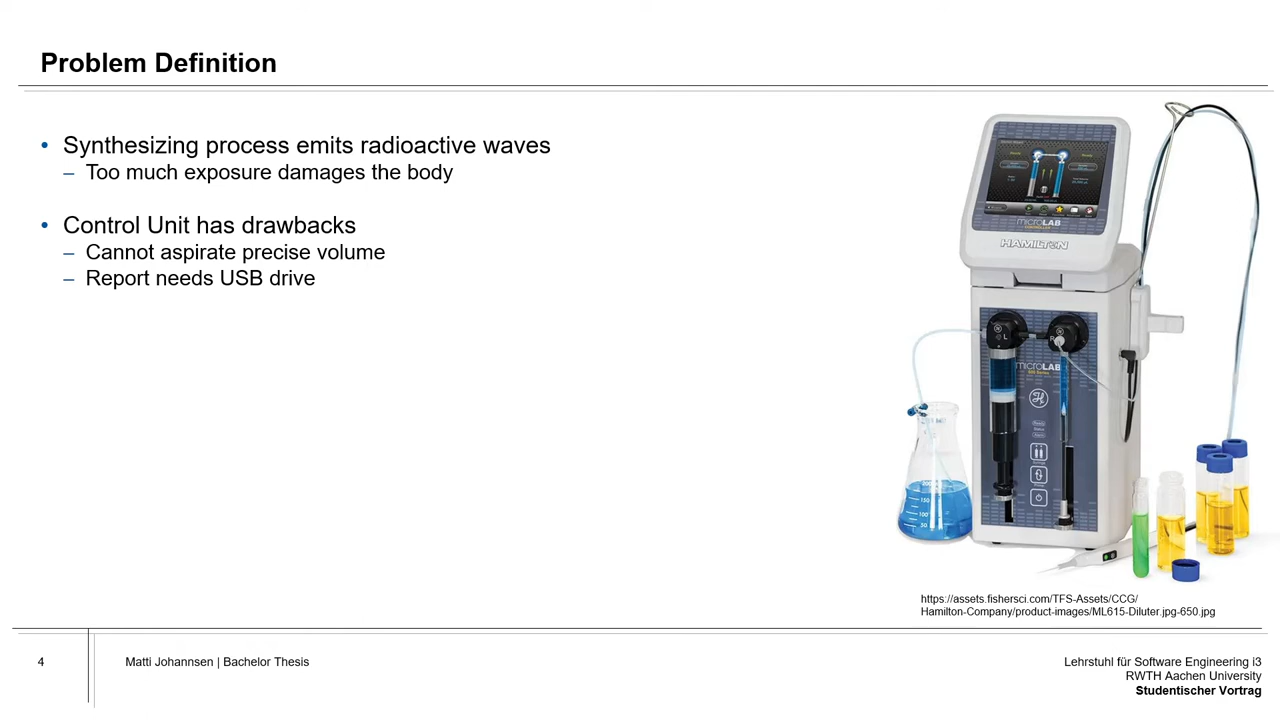 Problem Definition
• Synthesizing process emits radioactive waves
– Too much exposure damages the body
• Control Unit has drawbacks
– Cannot aspirate precise volume
– Report needs USB drive
microLAB
HAMILTON
L
microLAB
https://assets.fishersci.com/TFS-Assets/CCG/
Hamilton-Company/product-images/ML615-Diluter.jpg-650.jpg
4
Matti Johannsen | Bachelor Thesis
Lehrstuhl für Software Engineering i3
RWTH Aachen University
Studentischer Vortrag